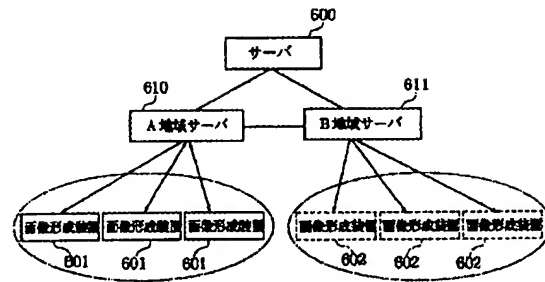 600
サーバ
610
611
A 地域サーバ
B 地域サーバ
画像形成装置 画像形成装置 画像形成装置
画像形成装置 画像形成装置 画像形成装置
601 601 601
602 602 602